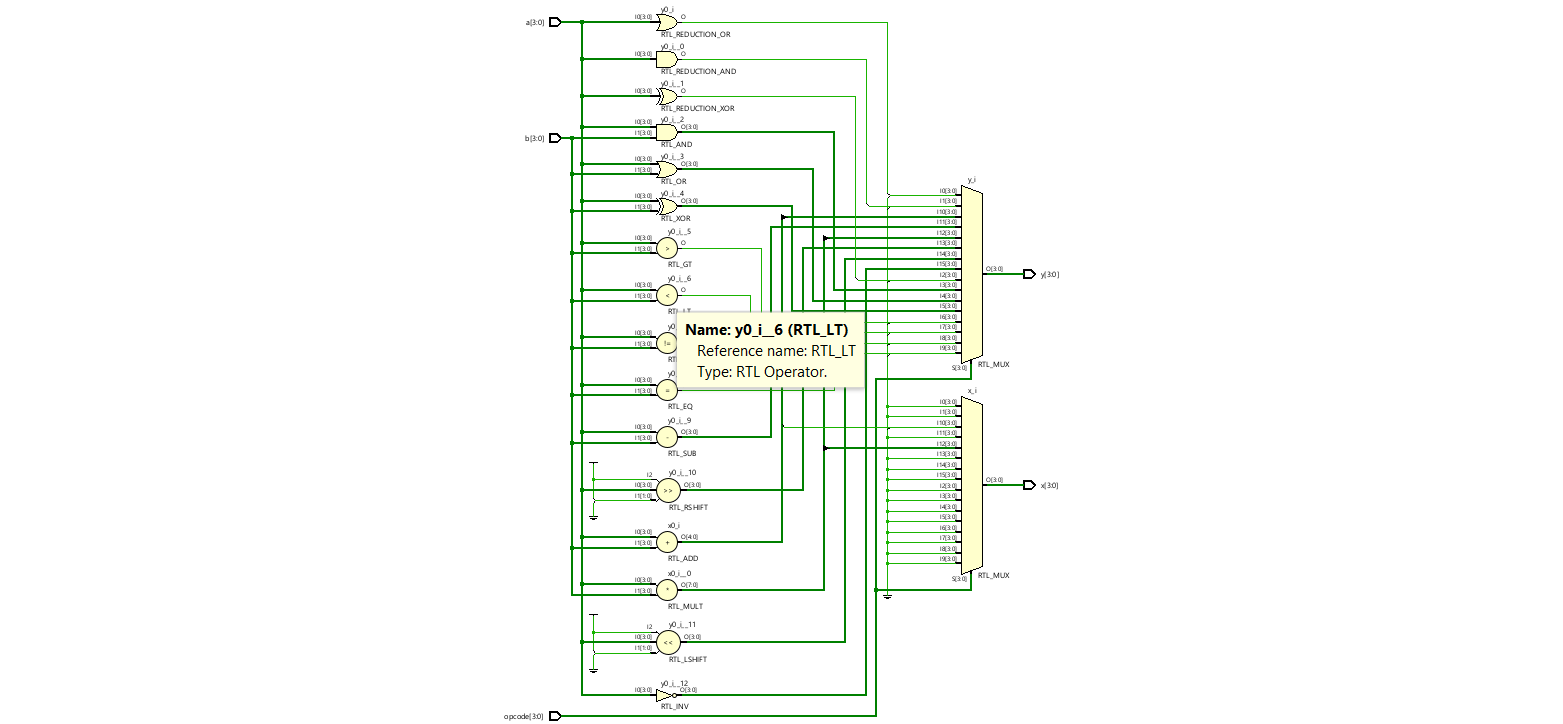 y0_i
a[3:0]
I0[3:0]
O
RTL_REDUCTION_OR
y0_i__0
I0[3:0]
O
RTL_REDUCTION_AND
y0_i__1
I0[3:0]
O
RTL_REDUCTION_XOR
y0_i__2
I0[3:0]
I1[3:0]
O[3:0]
b[3:0]
RTL_AND
y0_i__3
I0[3:0]
I1[3:0]
O[3:0]
RTL_OR
y0_i__4
I0[3:0]
I1[3:0]
O[3:0]
RTL_XOR
y0_i__5
I0[3:0]
I1[3:0]
>
O
RTL_GT
y0_i__6
I0[3:0]
I1[3:0]
<
O
Name: y0_i__6 (RTL_LT)
Reference name: RTL_LT
Type: RTL Operator.
I0[3:0]
I1[3:0]
!=
I0[3:0]
I1[3:0]
=
RTL_EQ
y0_i__9
I0[3:0]
I1[3:0]
-
O[3:0]
RTL_SUB
y0_i__10
I2
I0[3:0]
I1[1:0]
>>
O[3:0]
RTL_RSHIFT
x0_i
I0[3:0]
I1[3:0]
+
O[4:0]
RTL_ADD
x0_i__0
I0[3:0]
I1[3:0]
*
O[7:0]
RTL_MULT
y0_i__11
I2
I0[3:0]
I1[1:0]
<<
O[3:0]
RTL_LSHIFT
y0_i__12
I0[3:0]
O[3:0]
RTL_INV
opcode[3:0]
y_i
I0[3:0]
I1[3:0]
I10[3:0]
I11[3:0]
I12[3:0]
I13[3:0]
I14[3:0]
I15[3:0]
I2[3:0]
I3[3:0]
I4[3:0]
I5[3:0]
I6[3:0]
I7[3:0]
I8[3:0]
I9[3:0]
S[3:0]
O[3:0]
y[3:0]
RTL_MUX
x_i
I0[3:0]
I1[3:0]
I10[3:0]
I11[3:0]
I12[3:0]
I13[3:0]
I14[3:0]
I15[3:0]
I2[3:0]
I3[3:0]
I4[3:0]
I5[3:0]
I6[3:0]
I7[3:0]
I8[3:0]
I9[3:0]
S[3:0]
O[3:0]
x[3:0]
RTL_MUX